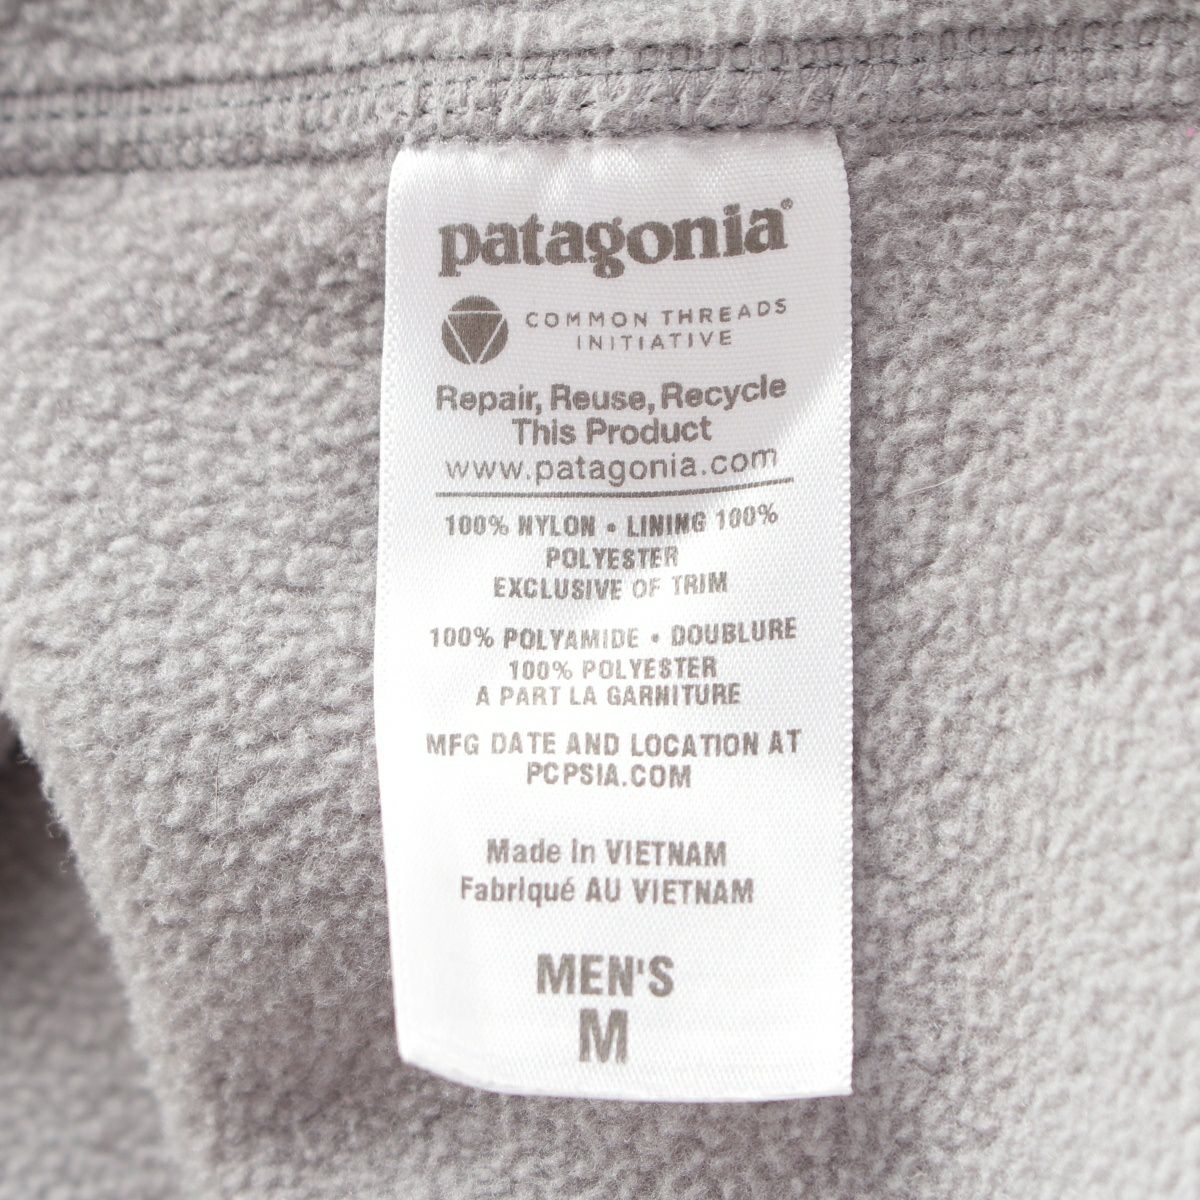 patagonia®
COMMON THREADS
INITIATIVE
Repair, Reuse, Recycle
This Product
www.patagonia.com
100% NYLON • LINING 100%
POLYESTER
EXCLUSIVE OF TRIM
100% POLYAMIDE • DOUBLURE
100% POLYESTER
A PART LA GARNITURE
MFG DATE AND LOCATION AT
PCPSIA.COM
Made in VIETNAM
Fabriqué AU VIETNAM
MEN'S
M